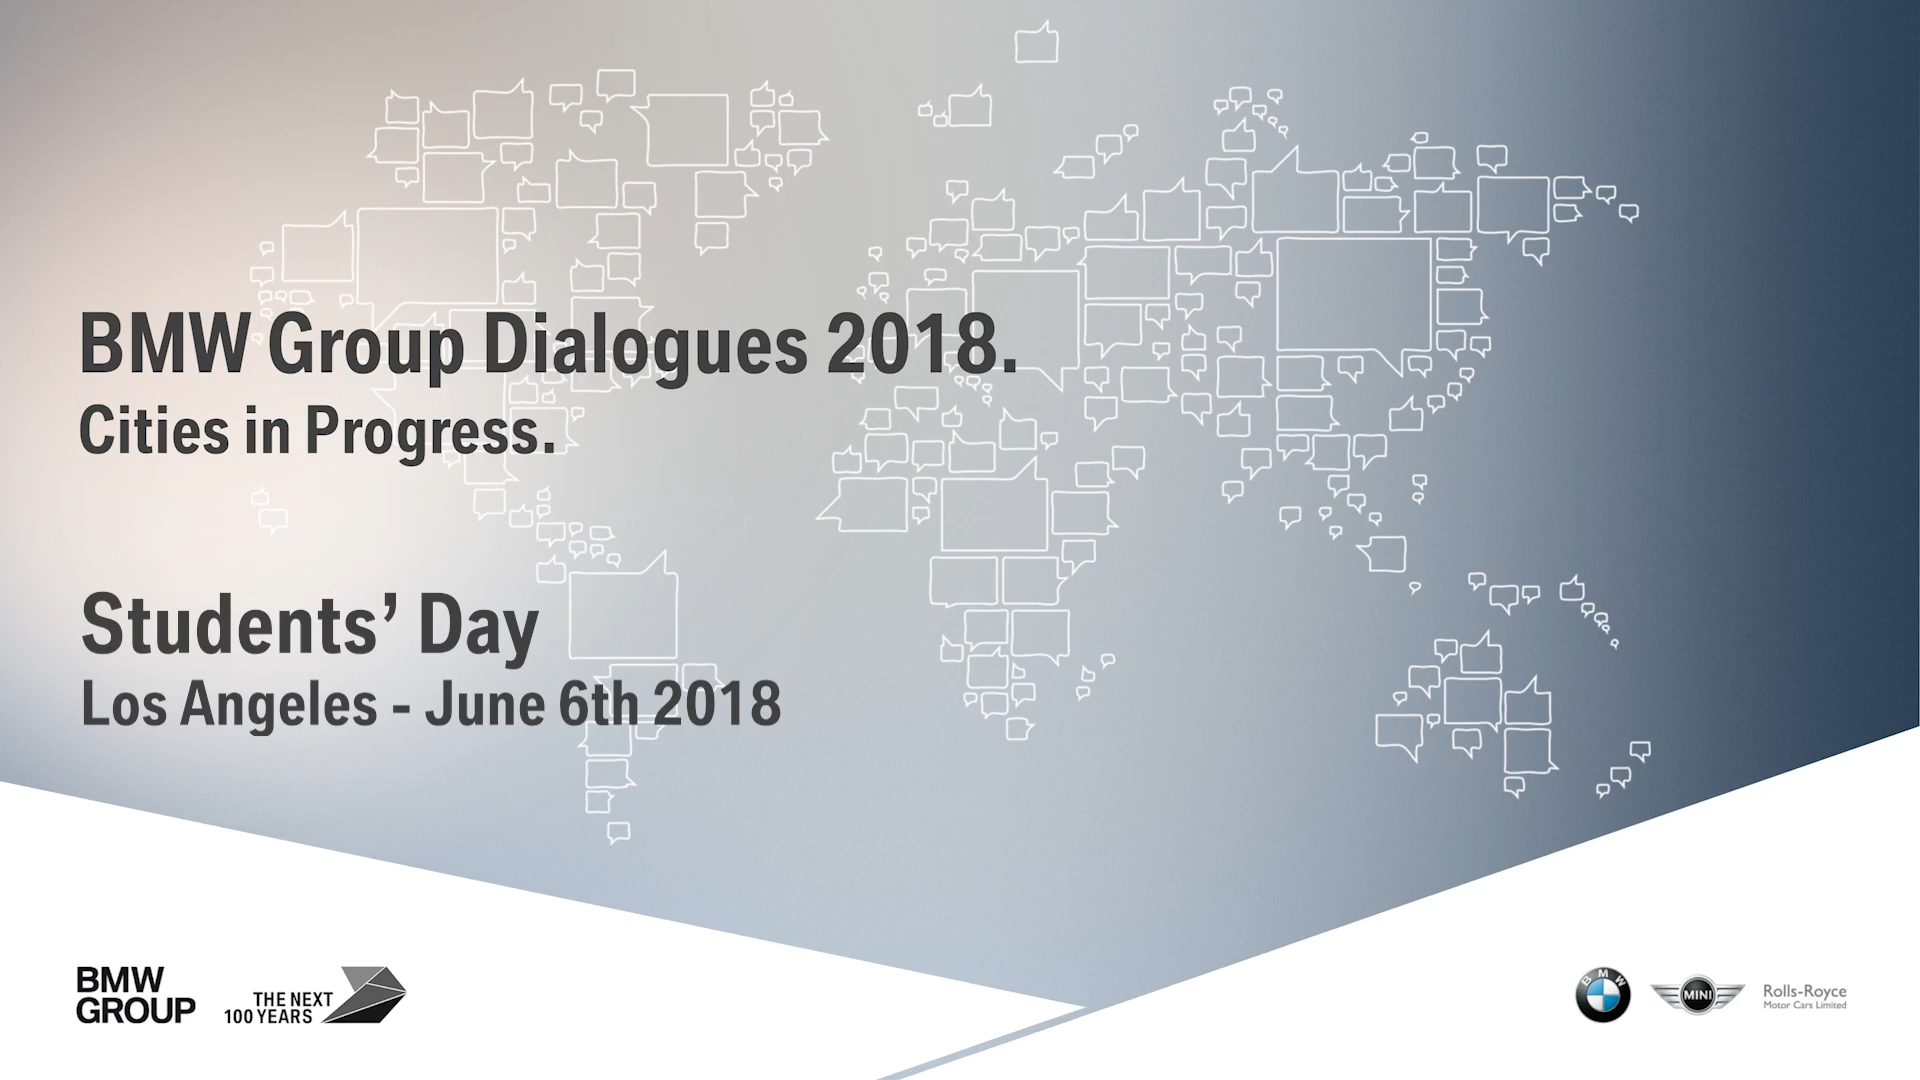 BMW Group Dialogues 2018.
Cities in Progress.
Students’ Day
Los Angeles - June 6th 2018
BMW
GROUP
THE NEXT
100 YEARS
BMW
MINI
Rolls-Royce
Motor Cars Limited